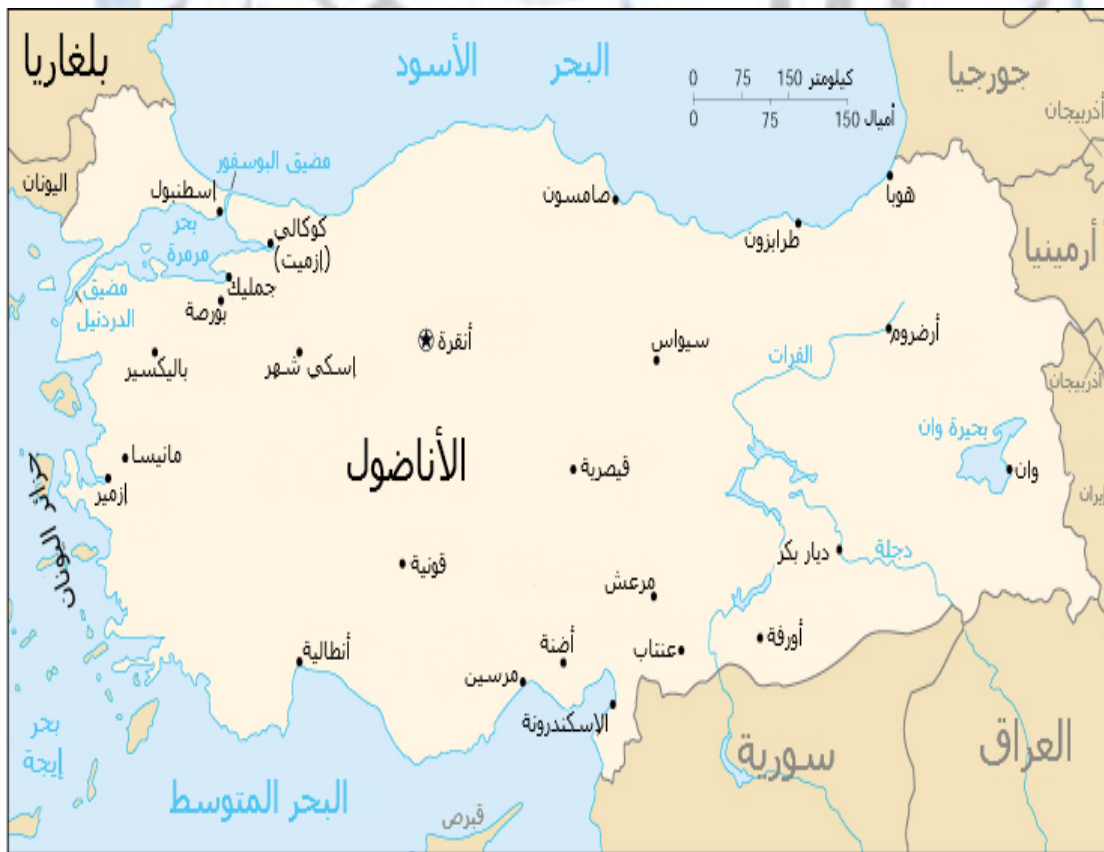 بلغاريا
البحر الأسود
0 75 150 كيلومتر
0 75 150 أميال
جورجيا
أذربيجان
اليونان
مضيق البوسفور
إسطنبول
صامسون
هوبا
بحر
مرمرة
كوكالي
(إزميت)
طرابزون
أرمينيا
مضيق
الدردنيل
جمليك
بورصة
أنقرة
سيواس
أرضروم
باليكسير
إسكي شهر
الفرات
أذربيجان
بحيرة وان
مانيسا
الأناضول
قيصرية
وان
إزمير
إيران
جزائر اليونان
قونية
ديار بكر
دجلة
مرعش
أنطالية
أضنة
عنتاب
أورفة
مرسين
الإسكندرونة
بحر
إيجة
سورية
العراق
البحر المتوسط
قبرص